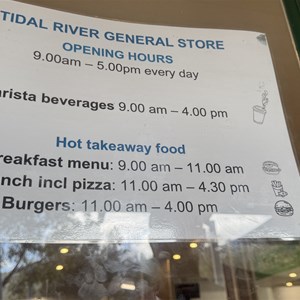 TIDAL RIVER GENERAL STORE
OPENING HOURS
9.00am – 5.00pm every day
arista beverages 9.00 am – 4.00 pm
Hot takeaway food
reakfast menu: 9.00 am – 11.00 am
nch incl pizza: 11.00 am – 4.30 pm
Burgers: 11.00 am – 4.00 pm